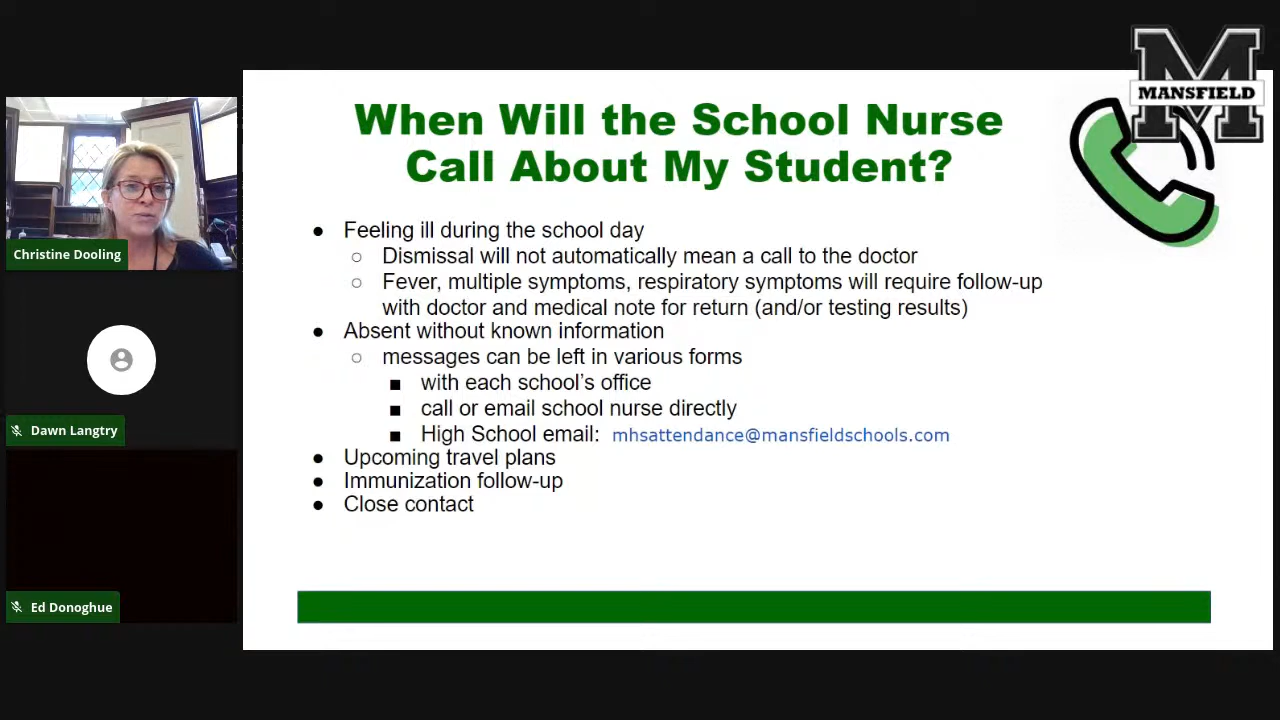 M
MANSFIELD
When Will the School Nurse
Call About My Student?
● Feeling ill during the school day
○ Dismissal will not automatically mean a call to the doctor
○ Fever, multiple symptoms, respiratory symptoms will require follow-up
with doctor and medical note for return (and/or testing results)
● Absent without known information
○ messages can be left in various forms
■ with each school's office
■ call or email school nurse directly
■ High School email: mhsattendance@mansfieldschools.com
● Upcoming travel plans
● Immunization follow-up
● Close contact
Christine Dooling
Dawn Langtry
Ed Donoghue